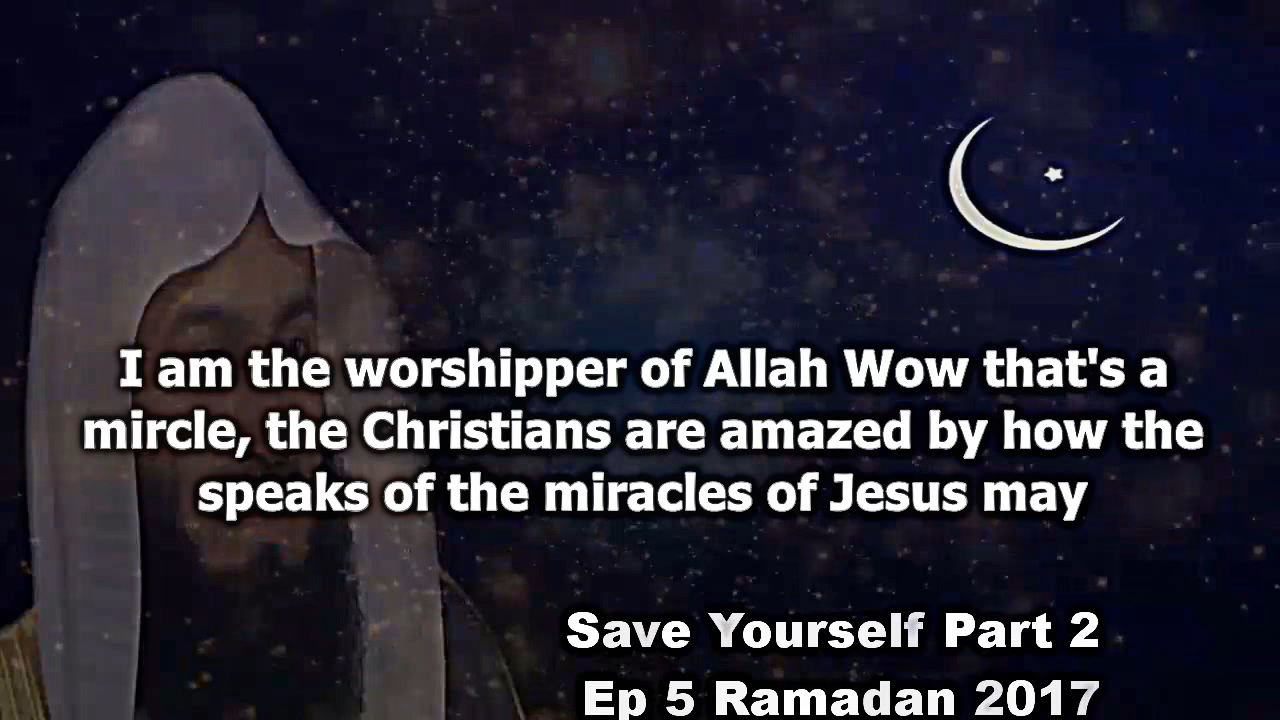 I am the worshipper of Allah Wow that's a
mircle, the Christians are amazed by how the
speaks of the miracles of Jesus may
Save Yourself Part 2
Ep 5 Ramadan 2017